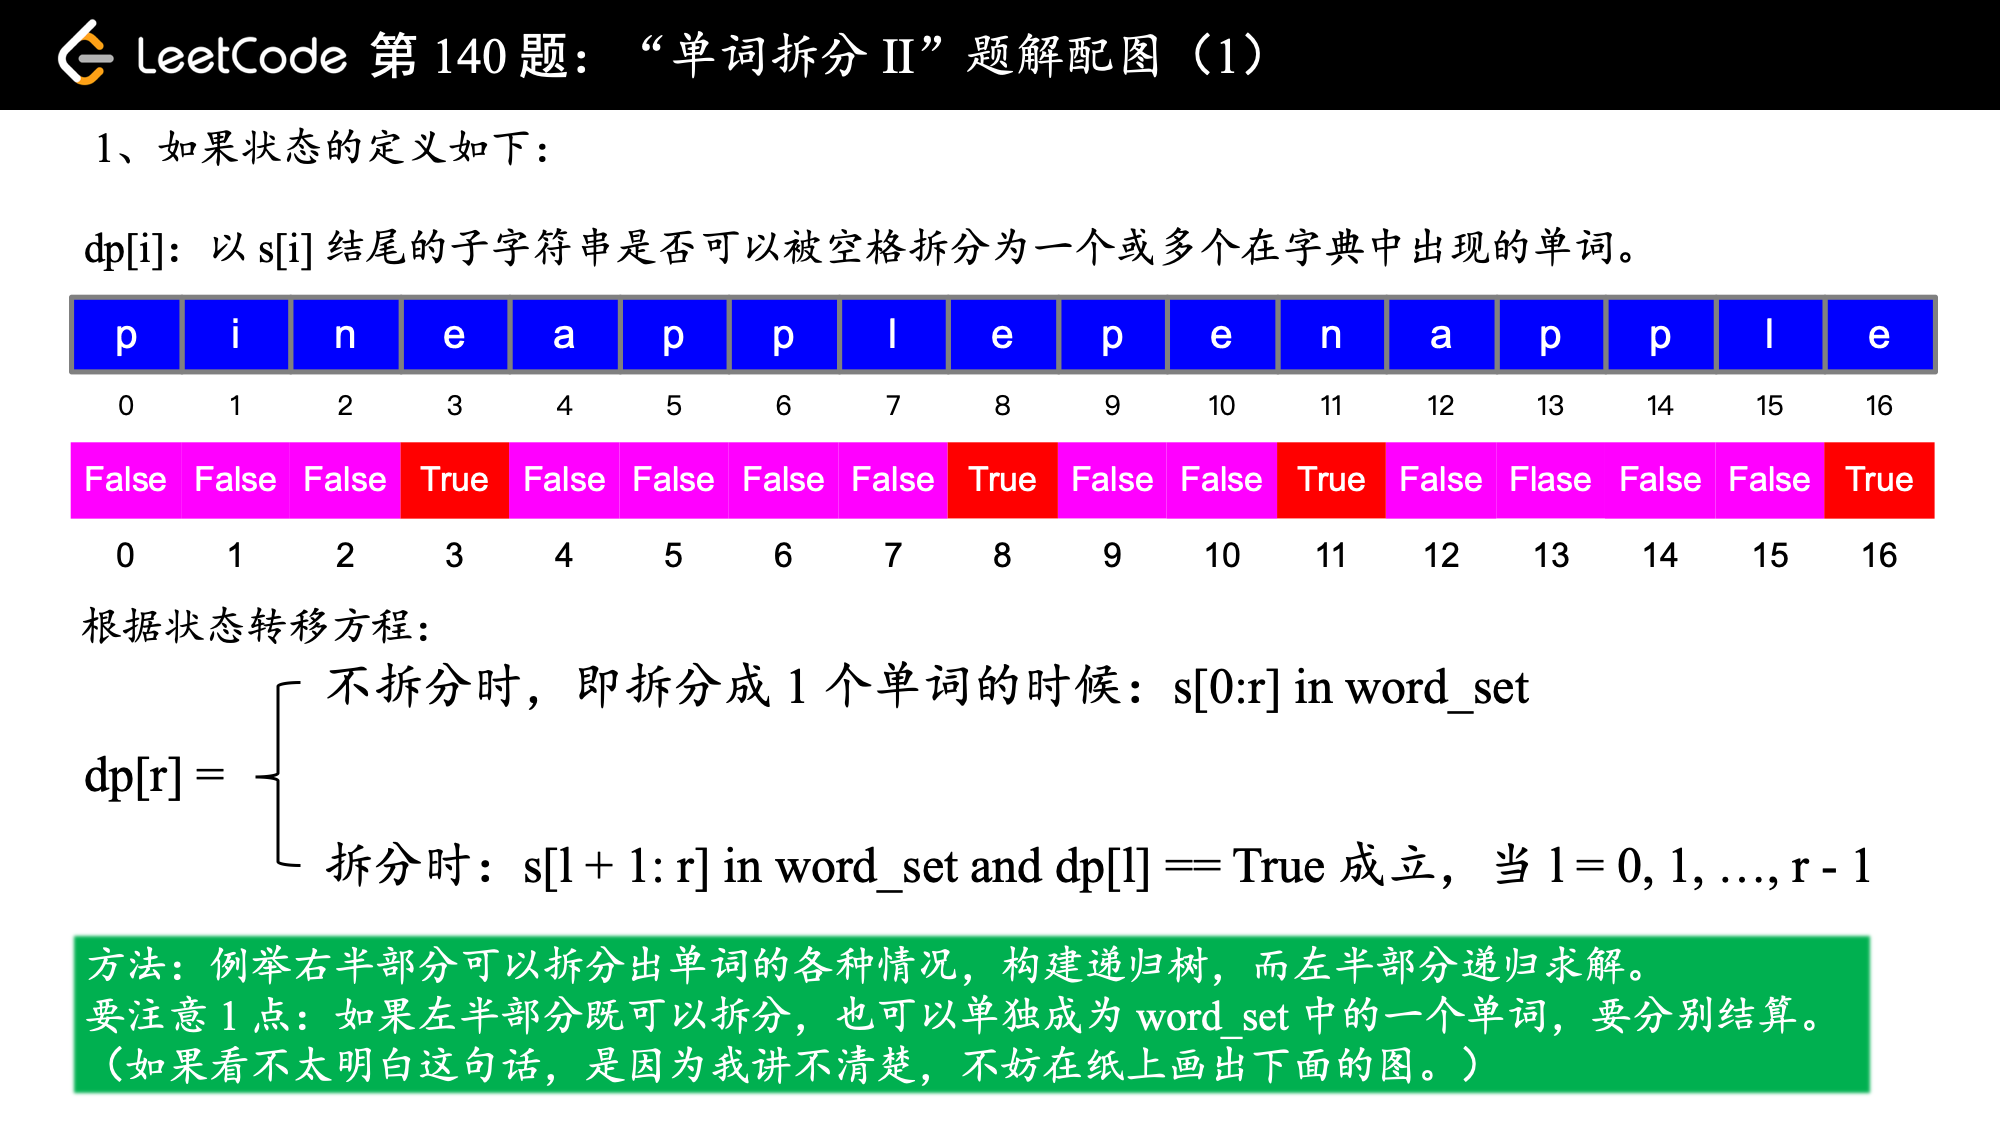 LeetCode 第 140 题：“单词拆分 II”题解配图（1）
1、如果状态的定义如下：
dp[i]：以 s[i] 结尾的子字符串是否可以被空格拆分为一个或多个在字典中出现的单词。
p i n e a p p l e p e n a p p l e
0 1 2 3 4 5 6 7 8 9 10 11 12 13 14 15 16
False False False True False False False False True False False True False Flase False False True
0 1 2 3 4 5 6 7 8 9 10 11 12 13 14 15 16
根据状态转移方程：
不拆分时，即拆分成 1 个单词的时候：s[0:r] in word_set
dp[r] =
拆分时：s[l + 1: r] in word_set and dp[l] == True 成立，当 l = 0, 1, …, r - 1
方法：例举右半部分可以拆分出单词的各种情况，构建递归树，而左半部分递归求解。
要注意 1 点：如果左半部分既可以拆分，也可以单独成为 word_set 中的一个单词，要分别结算。
（如果看不太明白这句话，是因为我讲不清楚，不妨在纸上画出下面的图。）